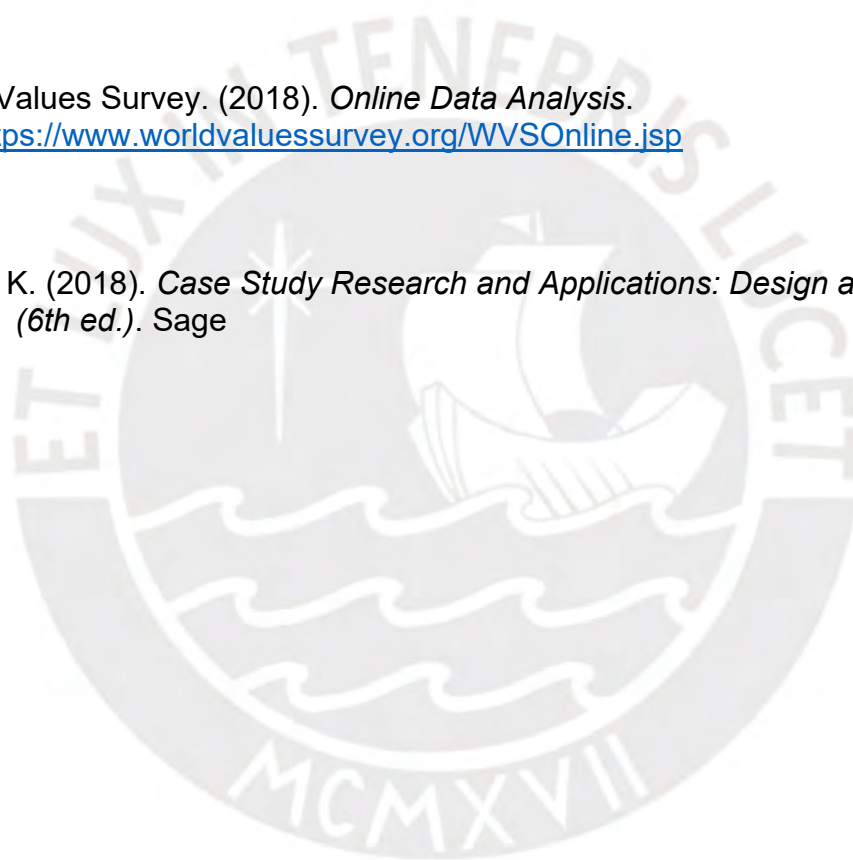 Values Survey. (2018). Online Data Analysis.
tps://www.worldvaluessurvey.org/WVSOnline.jsp
K. (2018). Case Study Research and Applications: Design a
(6th ed.). Sage
ET LUX IN TENEBRIS LUCET
MCMXVII